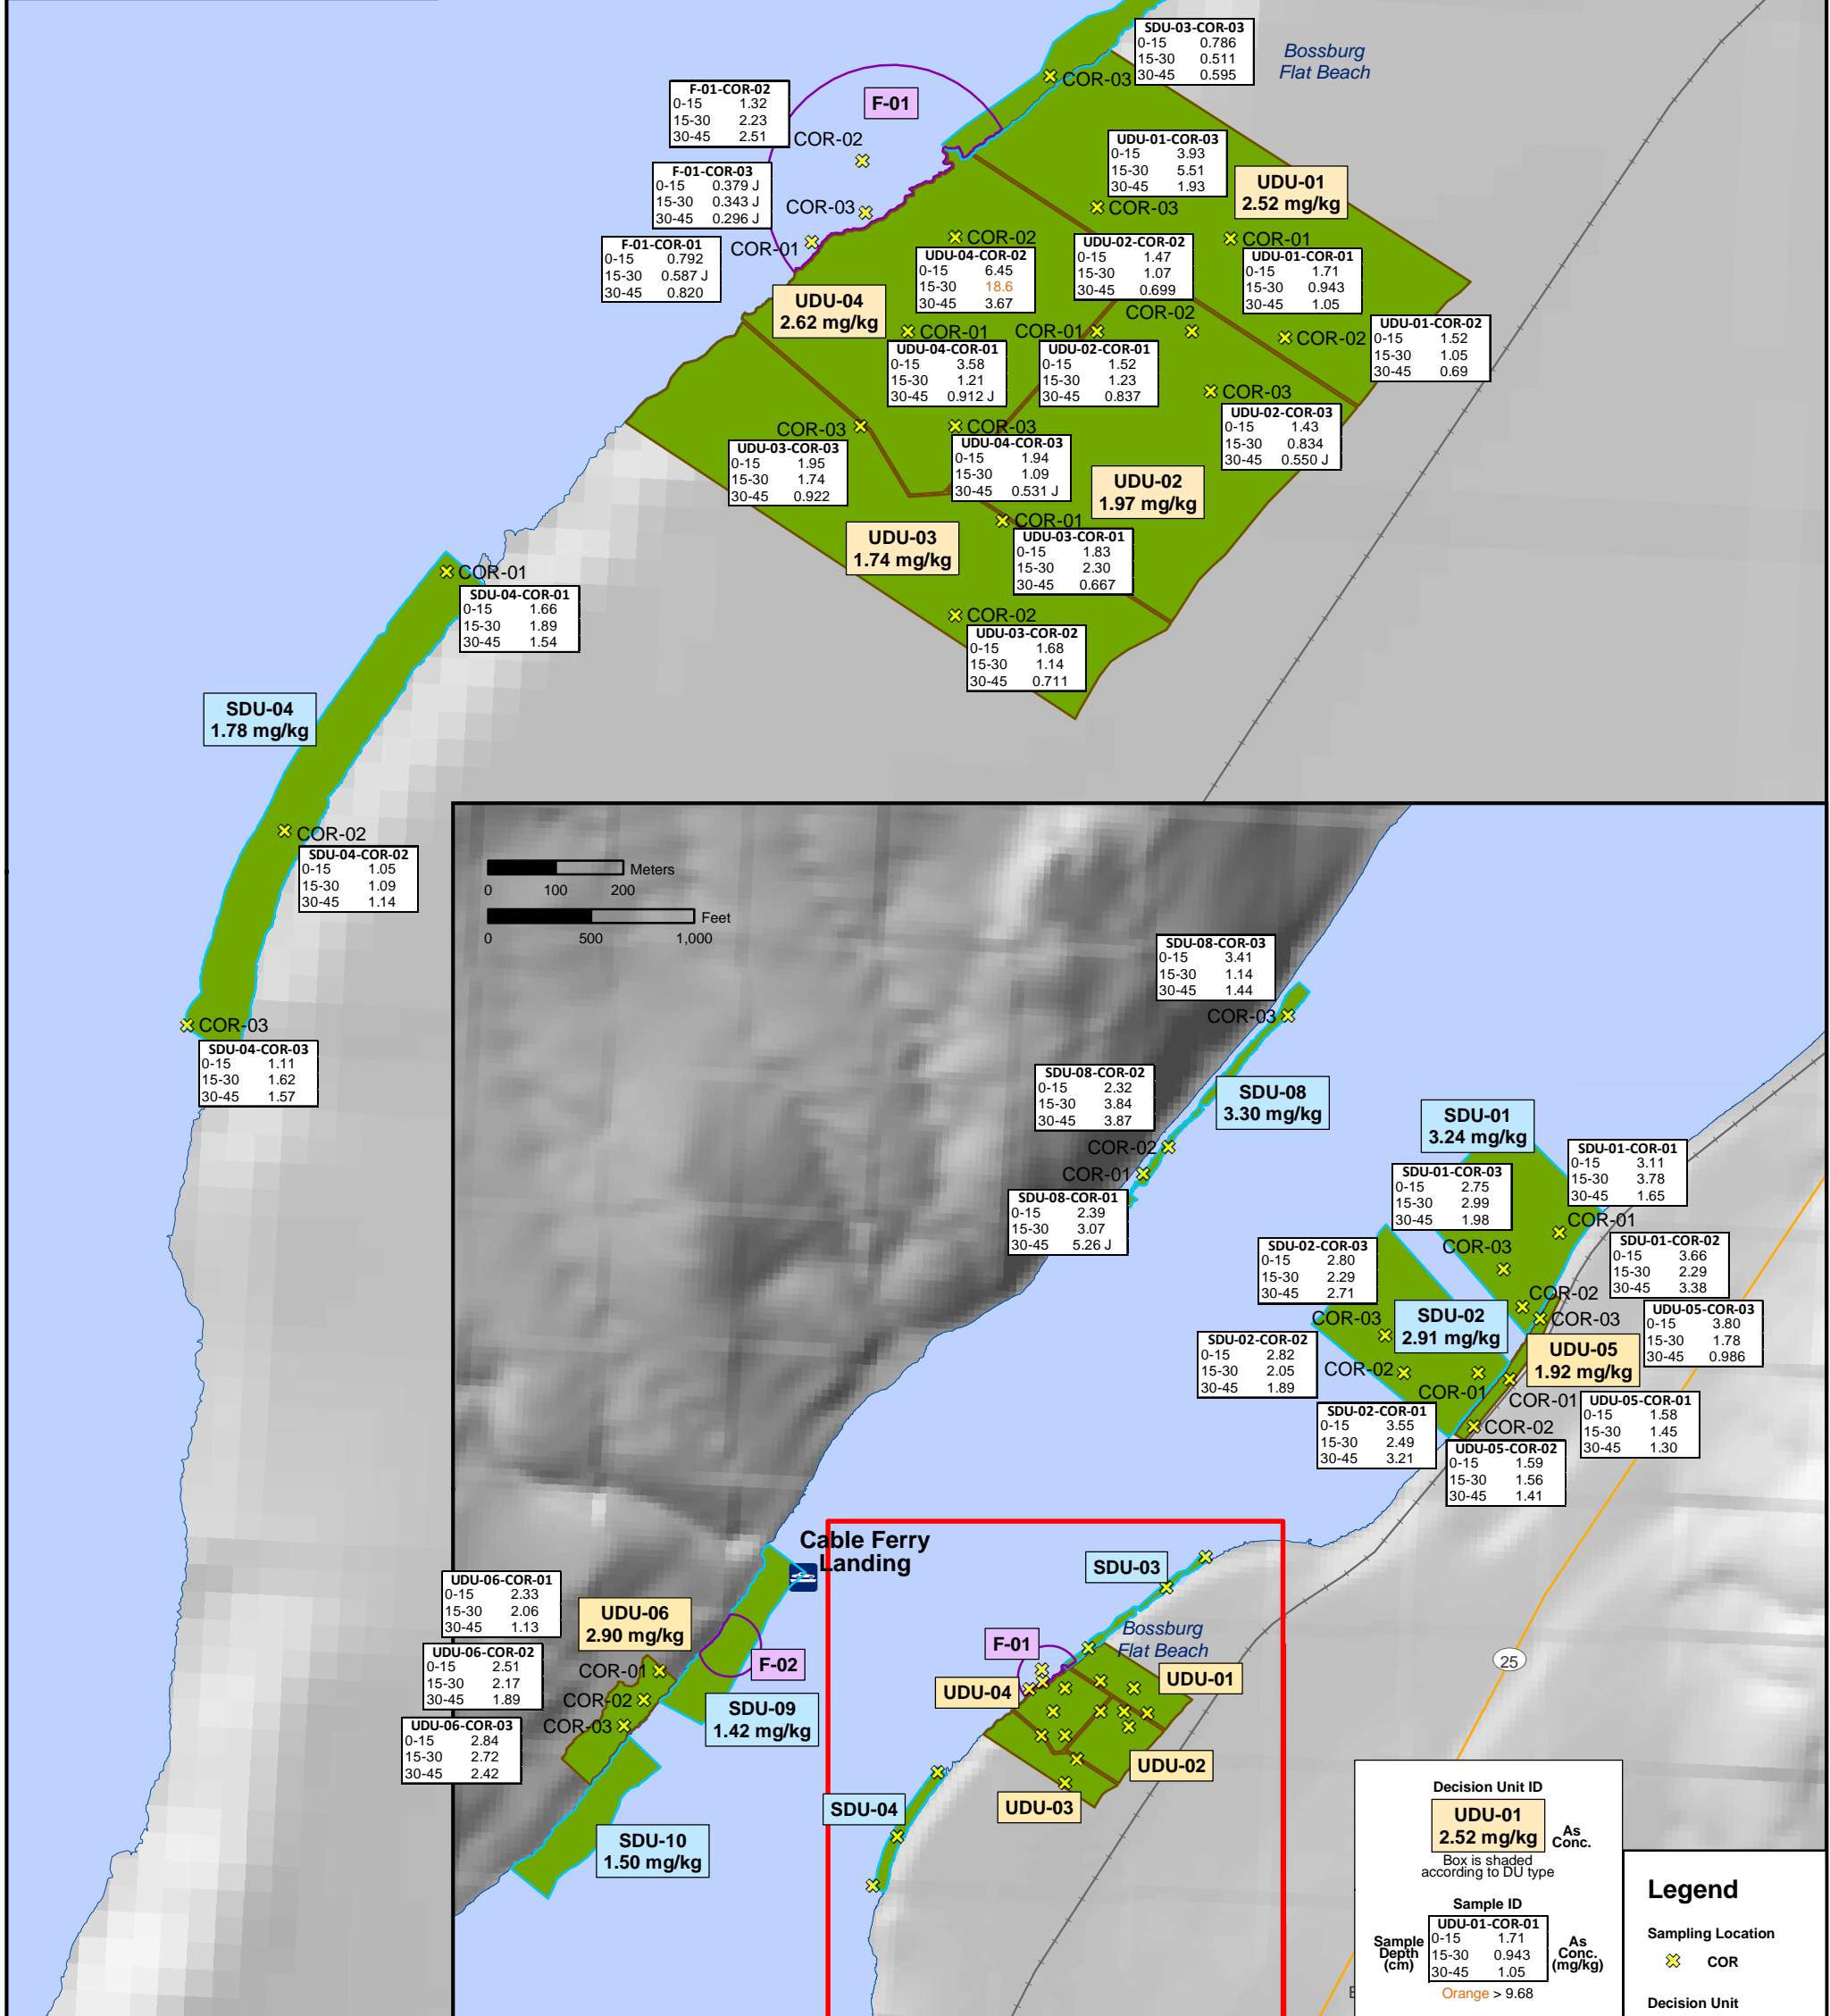 SDU-03-COR-03
0-15 0.786
15-30 0.511
30-45 0.595
COR-03
Bossburg
Flat Beach
F-01-COR-02
0-15 1.32
15-30 2.23
30-45 2.51
F-01
COR-02
F-01-COR-03
0-15 0.379 J
15-30 0.343 J
30-45 0.296 J
COR-03
F-01-COR-01
0-15 0.792
15-30 0.587 J
30-45 0.820
COR-01
UDU-01-COR-03
0-15 3.93
15-30 5.51
30-45 1.93
COR-03
UDU-01
2.52 mg/kg
COR-01
UDU-01-COR-01
0-15 1.71
15-30 0.943
30-45 1.05
COR-02
UDU-04-COR-02
0-15 6.45
15-30 18.6
30-45 3.67
UDU-02-COR-02
0-15 1.47
15-30 1.07
30-45 0.699
COR-02
UDU-04
2.62 mg/kg
COR-01
UDU-04-COR-01
0-15 3.58
15-30 1.21
30-45 0.912 J
COR-01
UDU-02-COR-01
0-15 1.52
15-30 1.23
30-45 0.837
COR-02
UDU-01-COR-02
0-15 1.52
15-30 1.05
30-45 0.69
COR-03
UDU-02-COR-03
0-15 1.43
15-30 0.834
30-45 0.550 J
COR-03
UDU-03-COR-03
0-15 1.95
15-30 1.74
30-45 0.922
COR-03
UDU-04-COR-03
0-15 1.94
15-30 1.09
30-45 0.531 J
UDU-02
1.97 mg/kg
UDU-03
1.74 mg/kg
COR-01
UDU-03-COR-01
0-15 1.83
15-30 2.30
30-45 0.667
COR-02
UDU-03-COR-02
0-15 1.68
15-30 1.14
30-45 0.711
COR-01
SDU-04-COR-01
0-15 1.66
15-30 1.89
30-45 1.54
SDU-04
1.78 mg/kg
COR-02
SDU-04-COR-02
0-15 1.05
15-30 1.09
30-45 1.14
COR-03
SDU-04-COR-03
0-15 1.11
15-30 1.62
30-45 1.57
Meters
0 100 200
Feet
0 500 1,000
SDU-08-COR-03
0-15 3.41
15-30 1.14
30-45 1.44
COR-03
SDU-08-COR-02
0-15 2.32
15-30 3.84
30-45 3.87
SDU-08
3.30 mg/kg
COR-02
COR-01
SDU-08-COR-01
0-15 2.39
15-30 3.07
30-45 5.26 J
SDU-01
3.24 mg/kg
SDU-01-COR-01
0-15 3.11
15-30 3.78
30-45 1.65
COR-01
SDU-01-COR-03
0-15 2.75
15-30 2.99
30-45 1.98
COR-03
SDU-01-COR-02
0-15 3.66
15-30 2.29
30-45 3.38
COR-02
SDU-02-COR-03
0-15 2.80
15-30 2.29
30-45 2.71
COR-03
SDU-02
2.91 mg/kg
COR-03
UDU-05-COR-03
0-15 3.80
15-30 1.78
30-45 0.986
SDU-02-COR-02
0-15 2.82
15-30 2.05
30-45 1.89
COR-02
UDU-05
1.92 mg/kg
COR-01
SDU-02-COR-01
0-15 3.55
15-30 2.49
30-45 3.21
COR-01
UDU-05-COR-01
0-15 1.58
15-30 1.45
30-45 1.30
COR-02
UDU-05-COR-02
0-15 1.59
15-30 1.56
30-45 1.41
Cable Ferry
Landing
UDU-06-COR-01
0-15 2.33
15-30 2.06
30-45 1.13
UDU-06
2.90 mg/kg
UDU-06-COR-02
0-15 2.51
15-30 2.17
30-45 1.89
COR-01
COR-02
COR-03
UDU-06-COR-03
0-15 2.84
15-30 2.72
30-45 2.42
F-02
SDU-09
1.42 mg/kg
SDU-10
1.50 mg/kg
SDU-03
Bossburg
Flat Beach
F-01
UDU-04
UDU-01
UDU-02
UDU-03
SDU-04
25
Decision Unit ID
UDU-01
2.52 mg/kg
As
Conc.
Box is shaded
according to DU type
Sample ID
UDU-01-COR-01
0-15 1.71
15-30 0.943
30-45 1.05
Sample
Depth
(cm)
As
Conc.
(mg/kg)
Orange > 9.68
Legend
Sampling Location
COR
Decision Unit